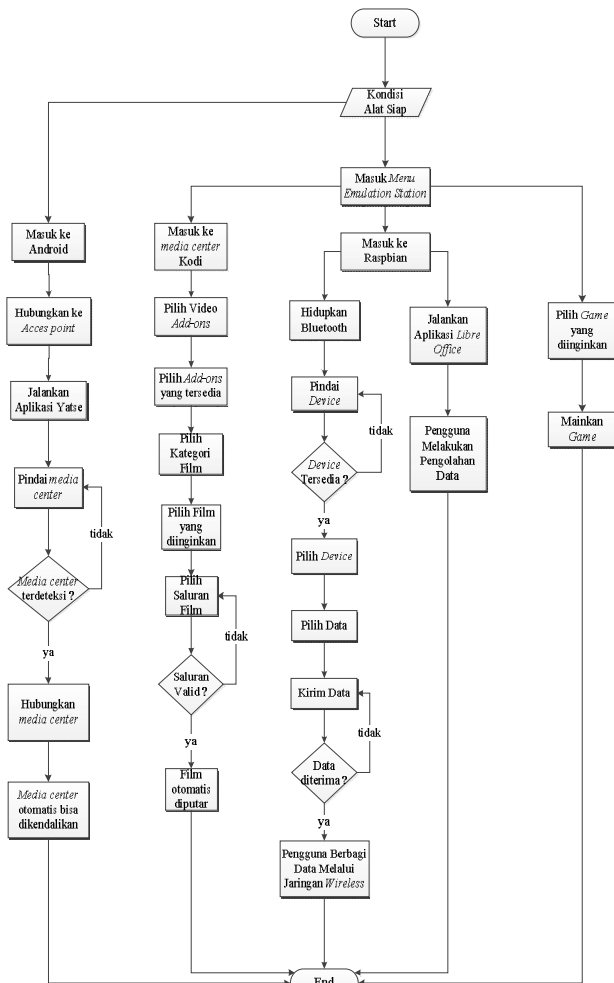 Start
Kondisi
Alat Siap
Masuk Menu
Emulation Station
Masuk ke
Android
Hubungkan ke
Acces point
Jalankan
Aplikasi Yatse
Pindai media
center
tidak
Media center
terdeteksi ?
ya
Hubungkan
media center
Media center
otomatis bisa
dikendalikan
Masuk ke
media center
Kodi
Pilih Video
Add-ons
Pilih Add-ons
yang tersedia
Pilih
Kategori
Film
Pilih Film
yang
diinginkan
Pilih
Saluran
Film
tidak
Saluran
Valid ?
ya
Film
otomatis
diputar
Masuk ke
Raspbian
Hidupkan
Bluetooth
Pindai
Device
tidak
Device
Tersedia ?
ya
Pilih Device
Pilih Data
Kirim Data
tidak
Data
diterima ?
ya
Pengguna Berbagi
Data Melalui
Jaringan Wireless
Jalankan
Aplikasi Libre
Office
Pengguna
Melakukan
Pengolahan
Data
Pilih Game
yang
diinginkan
Mainkan
Game
End